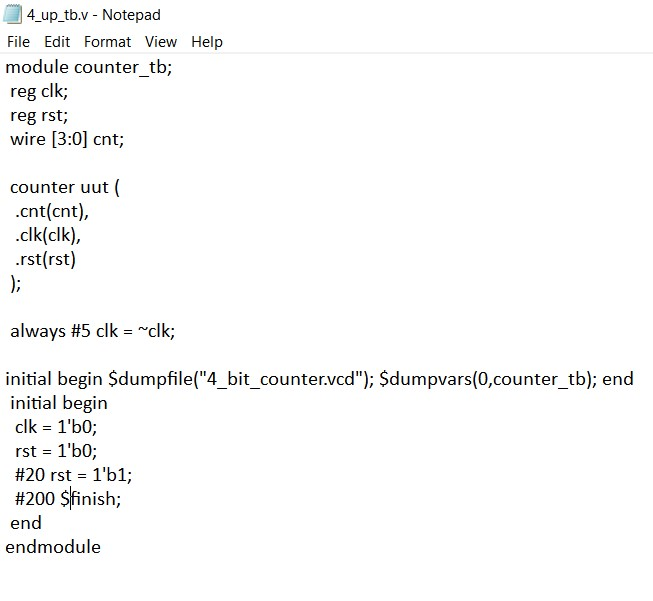 4_up_tb.v - Notepad
File Edit Format View Help
module counter_tb;
reg clk;
reg rst;
wire [3:0] cnt;
counter uut (
.cnt(cnt),
.clk(clk),
.rst(rst)
);
always #5 clk = ~clk;
initial begin $dumpfile("4_bit_counter.vcd"); $dumpvars(0,counter_tb); end
initial begin
clk = 1'b0;
rst = 1'b0;
#20 rst = 1'b1;
#200 $finish;
end
endmodule